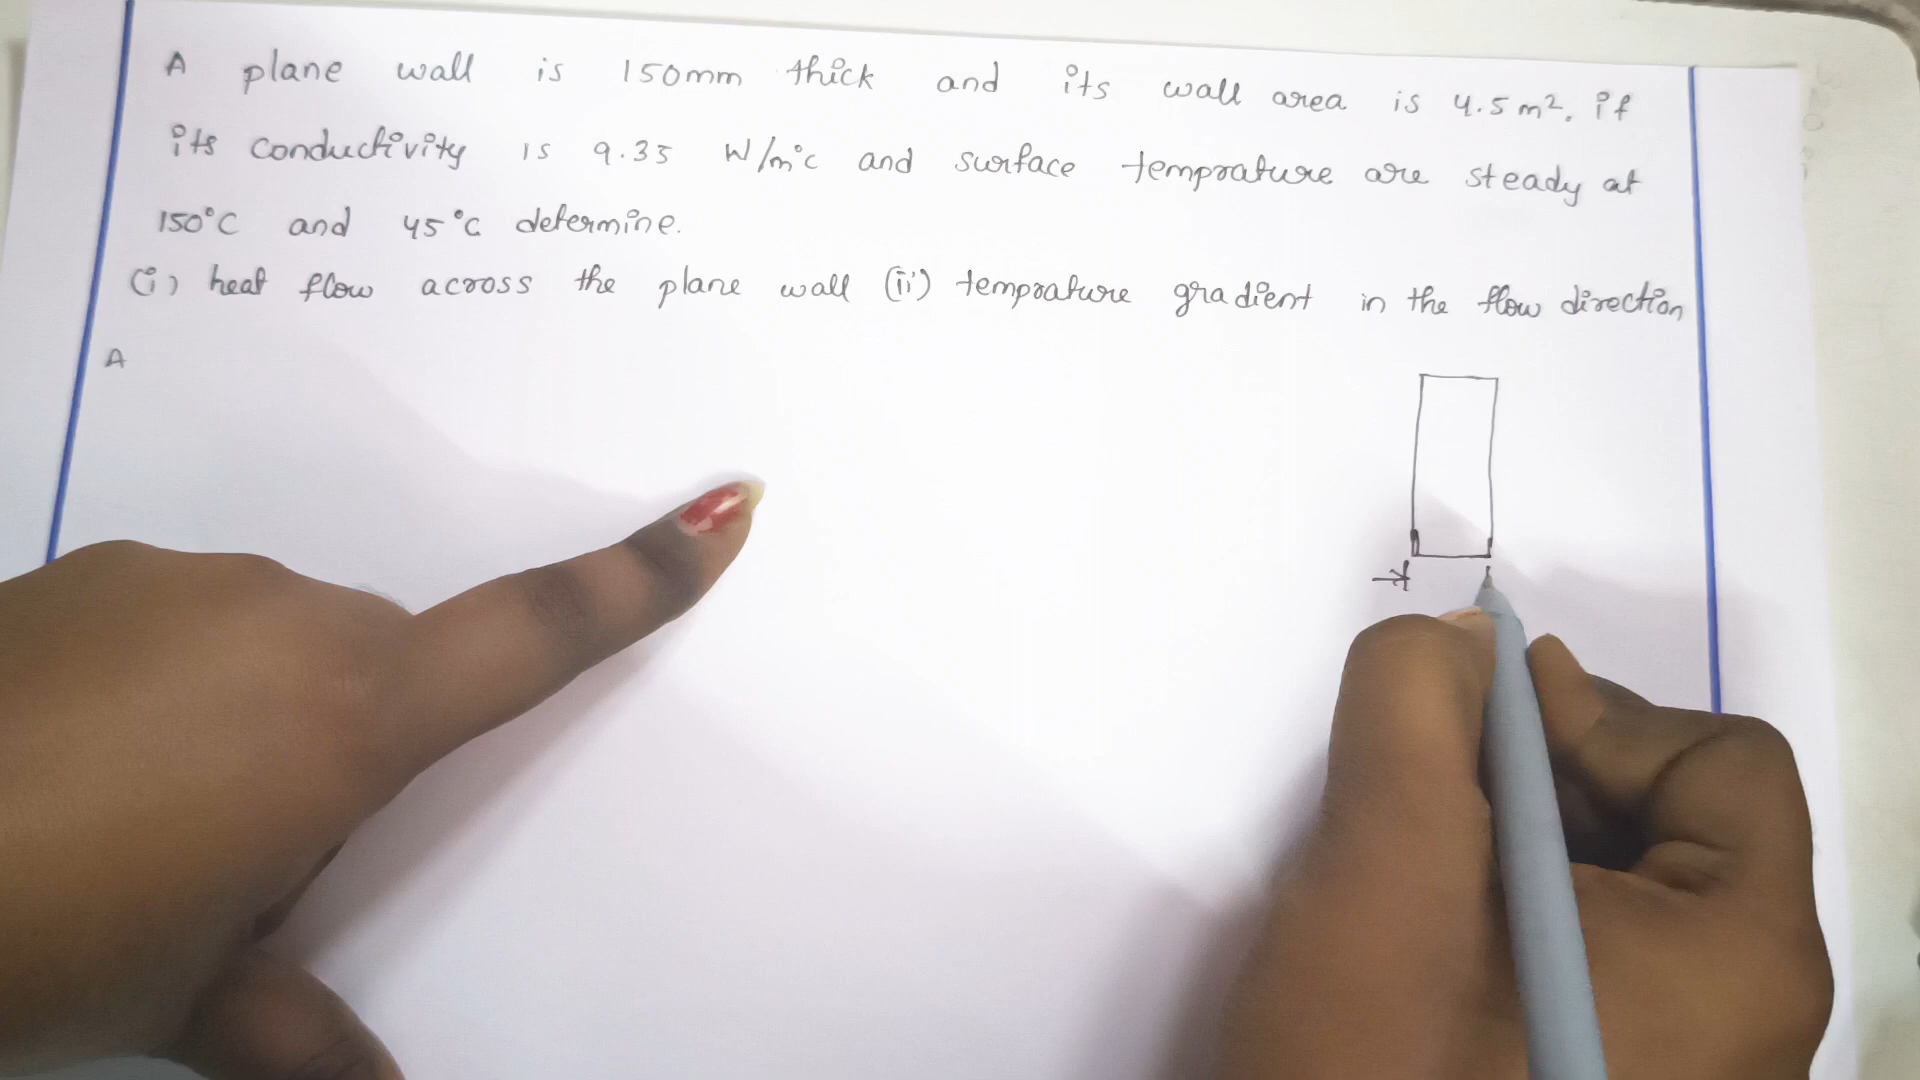 A plane wall is 150mm thick and its wall area is 4.5m². if
its conductivity is 9.35 W/m°c and surface temprature are steady at
150°C and 45°C determine.
(i) heat flow across the plane wall (ii) temprature gradient in the flow direction
A